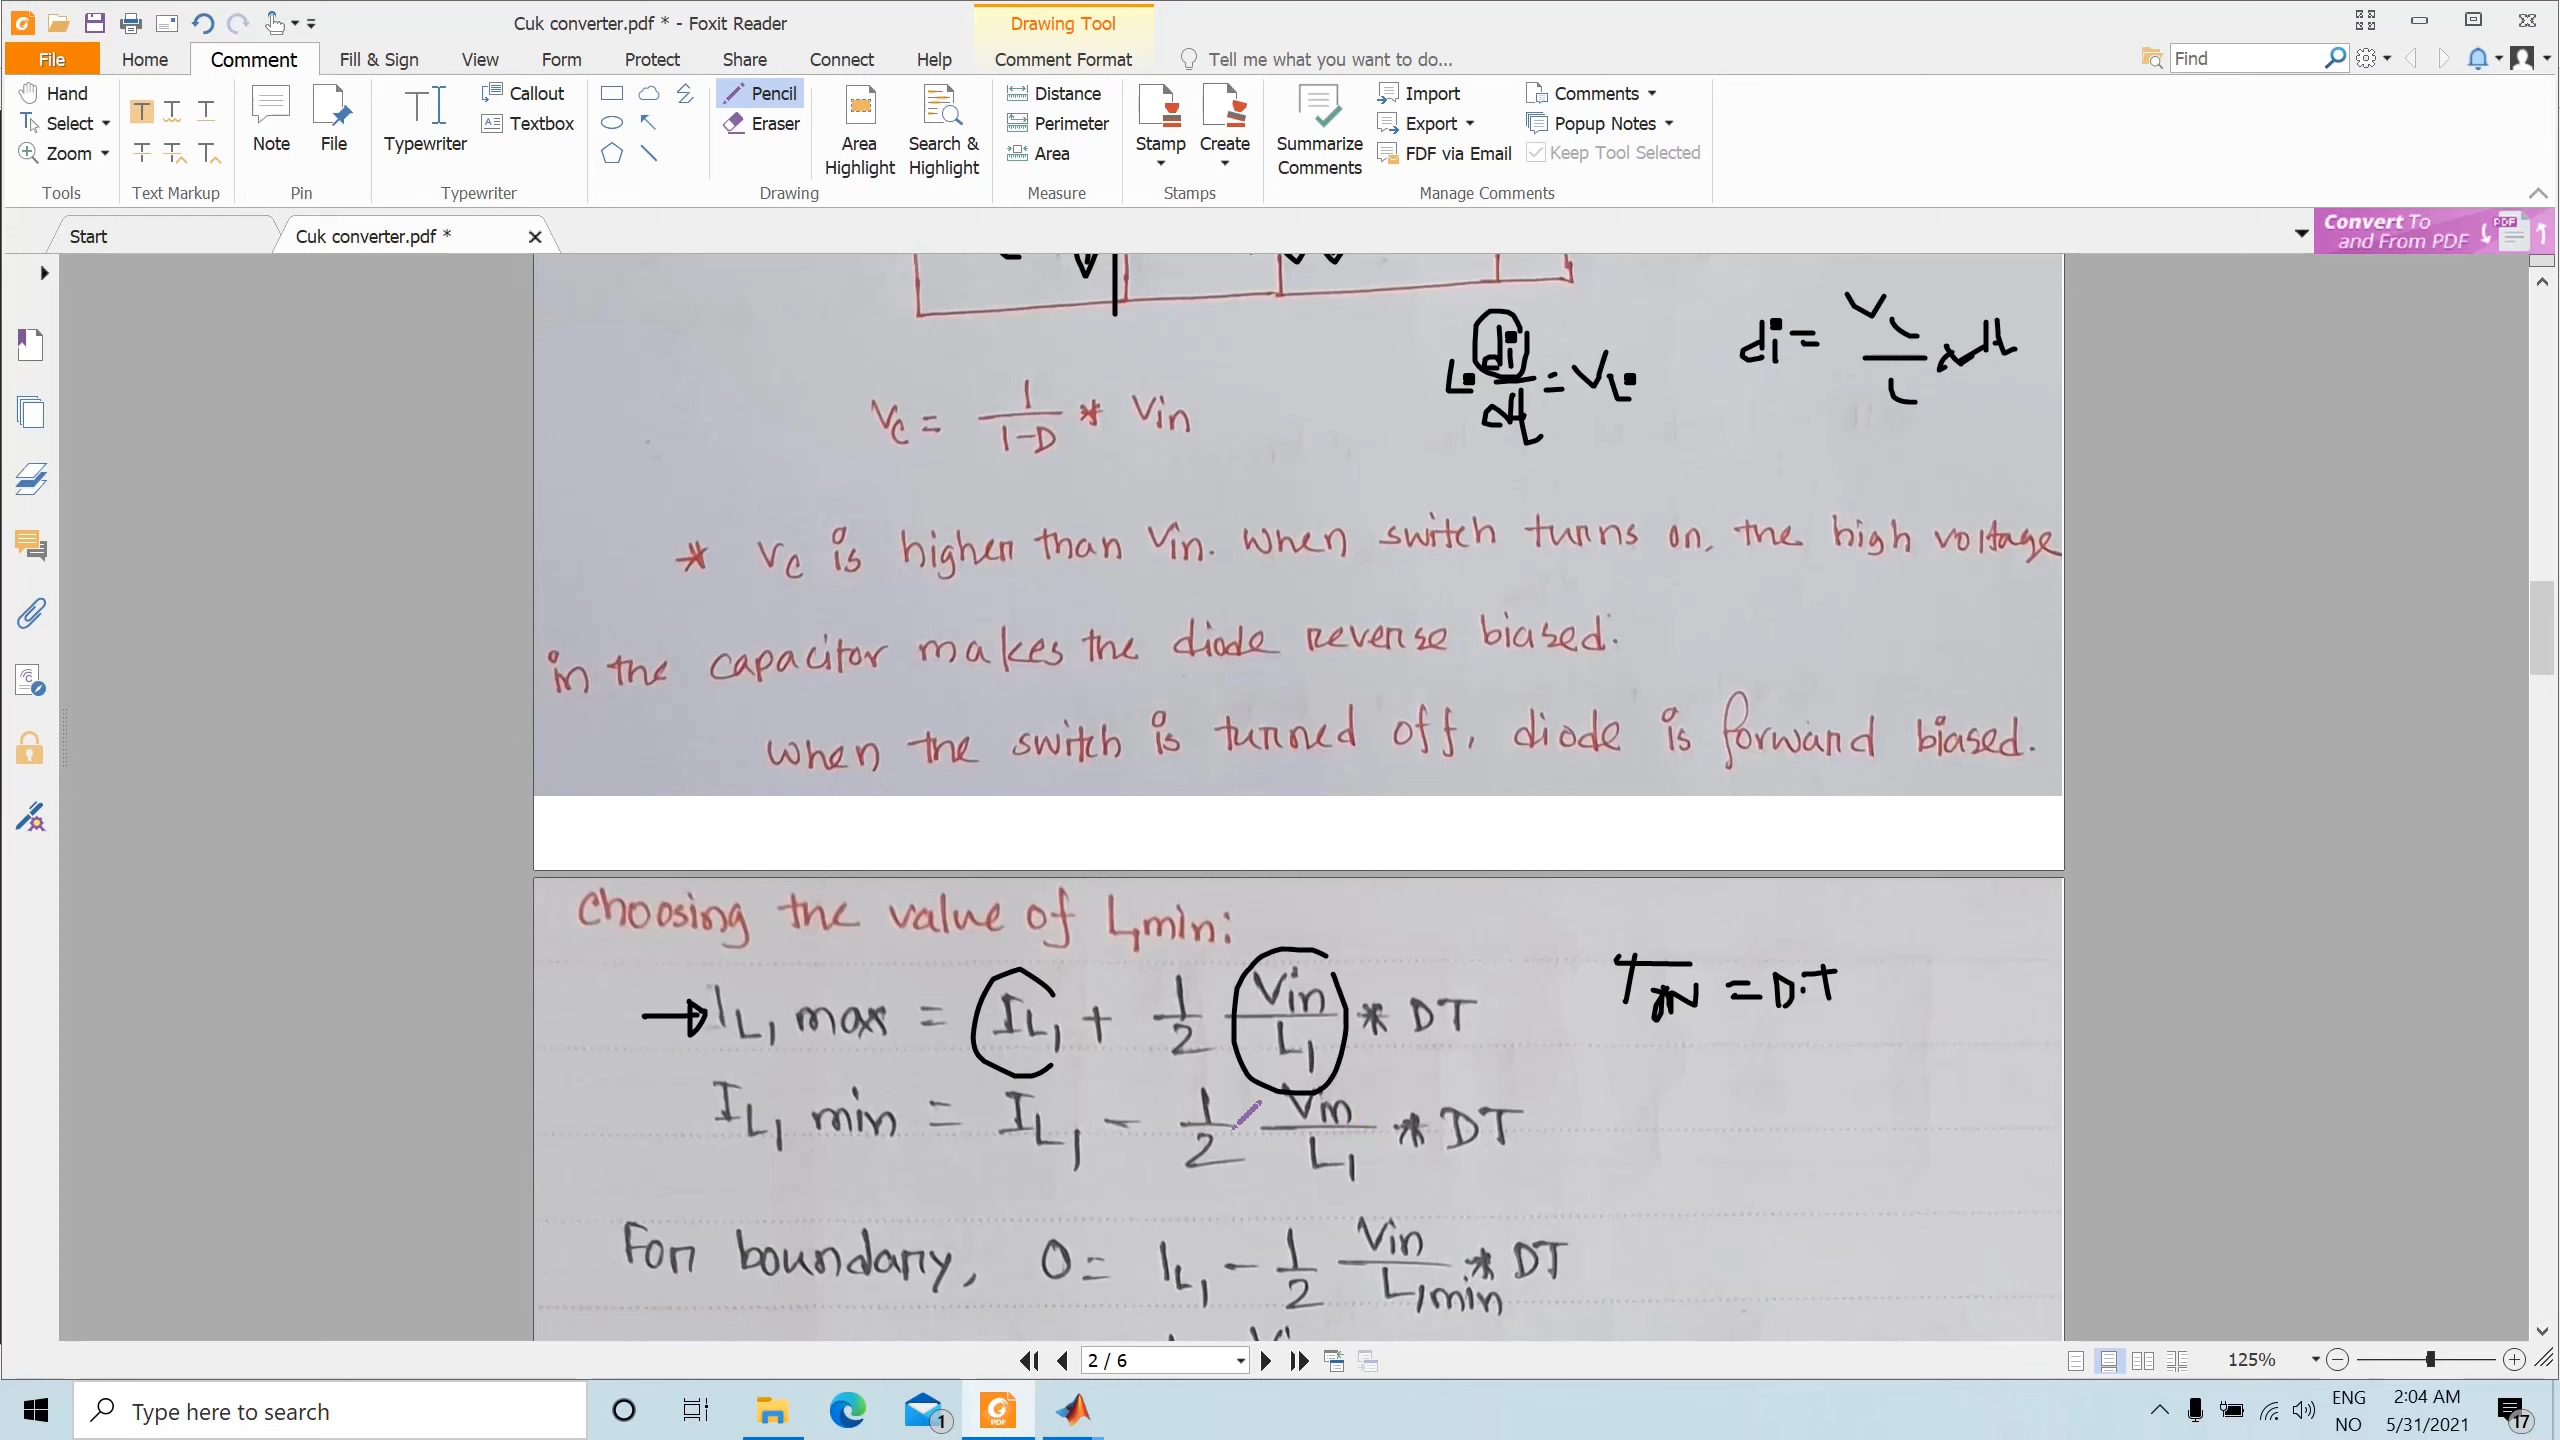 Cuk converter.pdf * - Foxit Reader
Drawing Tool
File Home Comment Fill & Sign View Form Protect Share Connect Help Comment Format Tell me what you want to do... Find
Hand
Select
Zoom
Tools
Text Markup
Note
File
Pin
Typewriter
Typewriter
Callout
Textbox
Pencil
Eraser
Drawing
Area Highlight
Search & Highlight
Distance
Perimeter
Area
Measure
Stamp
Create
Stamps
Summarize Comments
Import
Export
FDF via Email
Comments
Popup Notes
Keep Tool Selected
Manage Comments
Start
Cuk converter.pdf *
Convert To
and From PDF
PDF
L di/dt = VL
di = VL/L x dt
Vc = 1/1-D * Vin
* Vc is higher than Vin. When switch turns on, the high voltage
in the capacitor makes the diode reverse biased.
when the switch is turned off, diode is forward biased.
Choosing the value of L1min:
IL1 max = IL1 + 1/2 Vin/L1 * DT
TON = D.T
IL1 min = IL1 - 1/2 Vin/L1 * DT
For boundary, 0 = IL1 - 1/2 Vin/L1min * DT
2 / 6
125%
Type here to search
1
ENG
NO
2:04 AM
5/31/2021
17